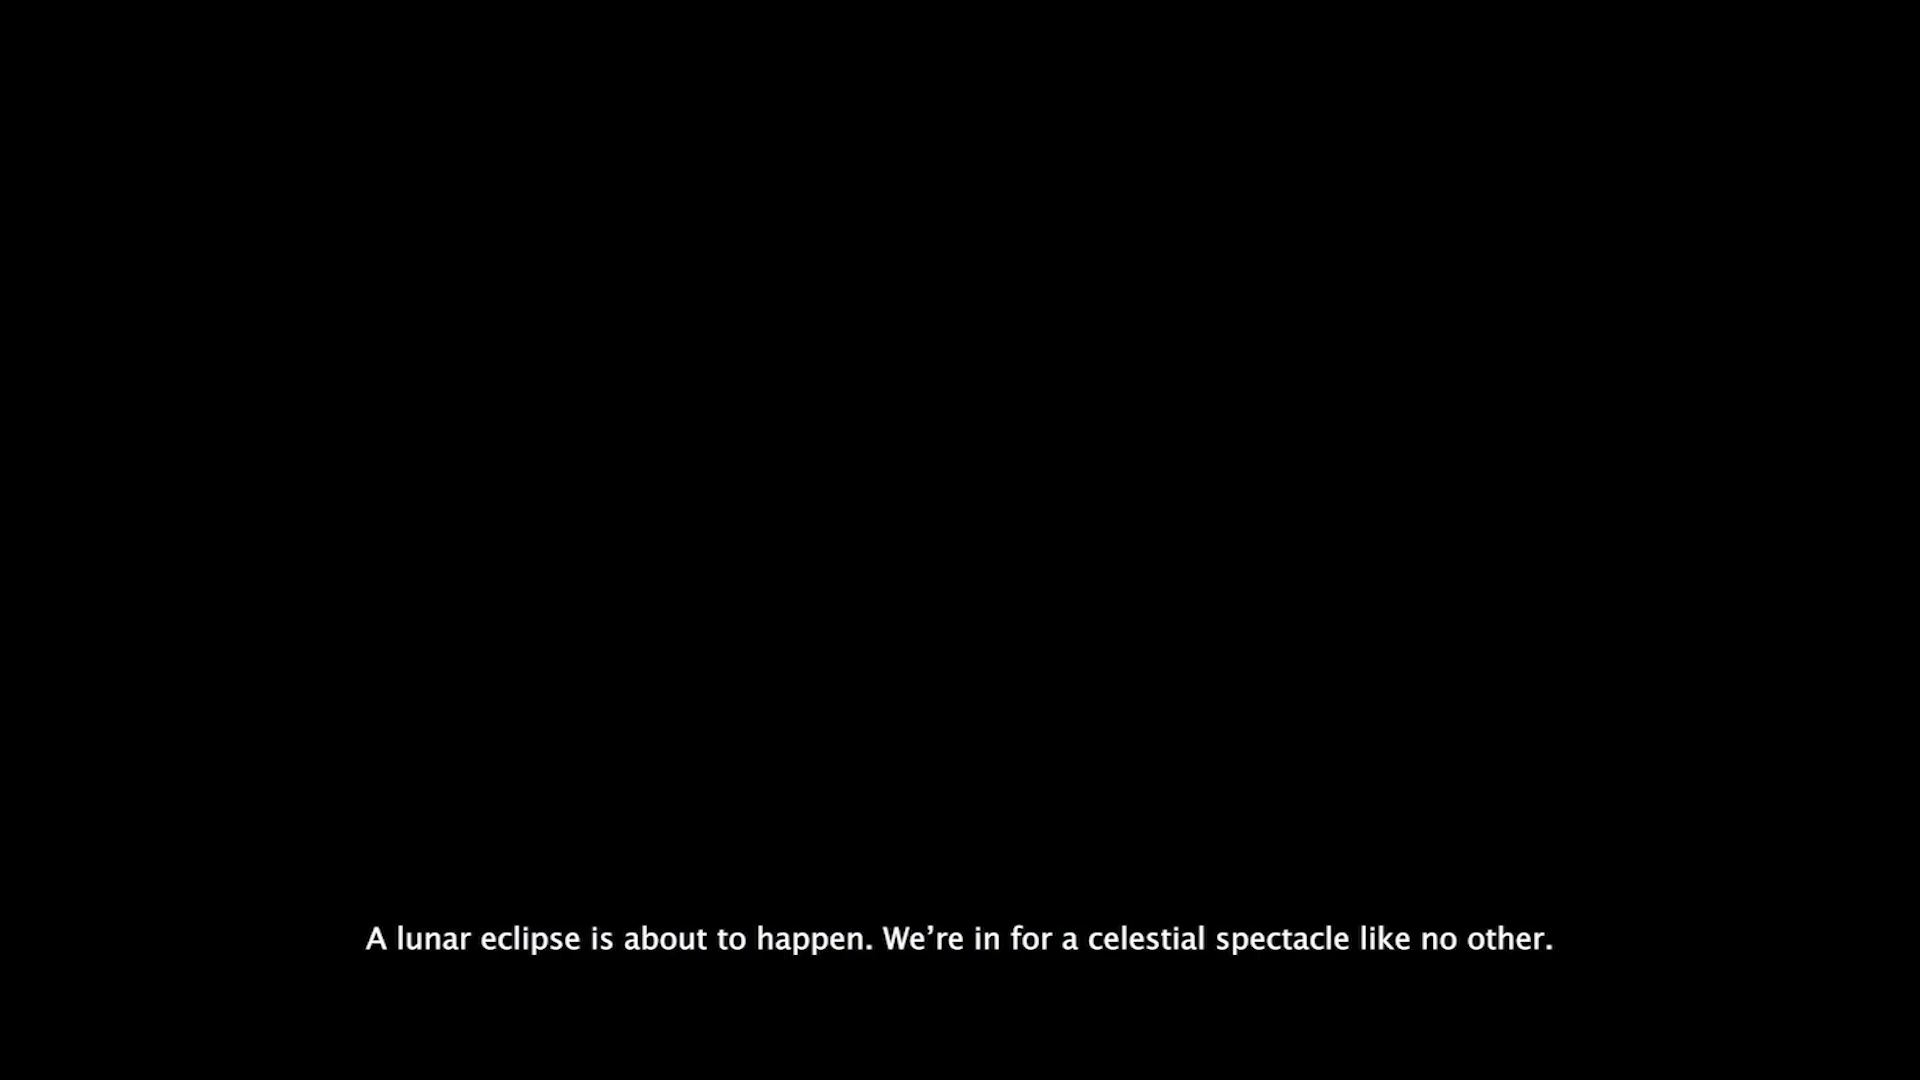 A lunar eclipse is about to happen. We’re in for a celestial spectacle like no other.